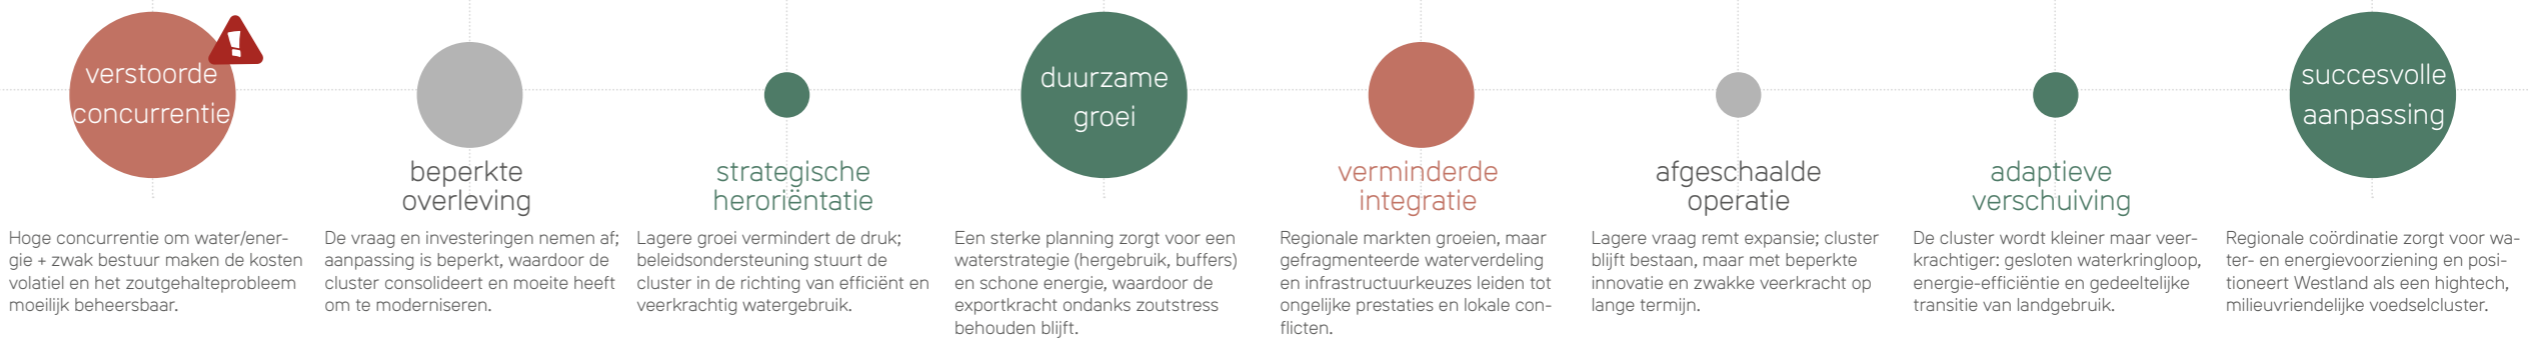 verstoorde
concurrentie
Hoge concurrentie om water/ener-
gie + zwak bestuur maken de kosten
volatiel en het zoutgehalteprobleem
moeilijk beheersbaar.
beperkte
overleving
De vraag en investeringen nemen af;
aanpassing is beperkt, waardoor de
cluster consolideert en moeite heeft
om te moderniseren.
strategische
heroriëntatie
Lagere groei vermindert de druk;
beleidsondersteuning stuurt de
cluster in de richting van efficiënt en
veerkrachtig watergebruik.
duurzame
groei
Een sterke planning zorgt voor een
waterstrategie (hergebruik, buffers)
en schone energie, waardoor de
exportkracht ondanks zoutstress
behouden blijft.
verminderde
integratie
Regionale markten groeien, maar
gefragmenteerde waterverdeling
en infrastructuurkeuzes leiden tot
ongelijke prestaties en lokale con-
flicten.
afgeschaalde
operatie
Lagere vraag remt expansie; cluster
blijft bestaan, maar met beperkte
innovatie en zwakke veerkracht op
lange termijn.
adaptieve
verschuiving
De cluster wordt kleiner maar veer-
krachtiger: gesloten waterkringloop,
energie-efficiëntie en gedeeltelijke
transitie van landgebruik.
succesvolle
aanpassing
Regionale coördinatie zorgt voor wa-
ter- en energievoorziening en posi-
tioneert Westland als een hightech,
milieuvriendelijke voedselcluster.